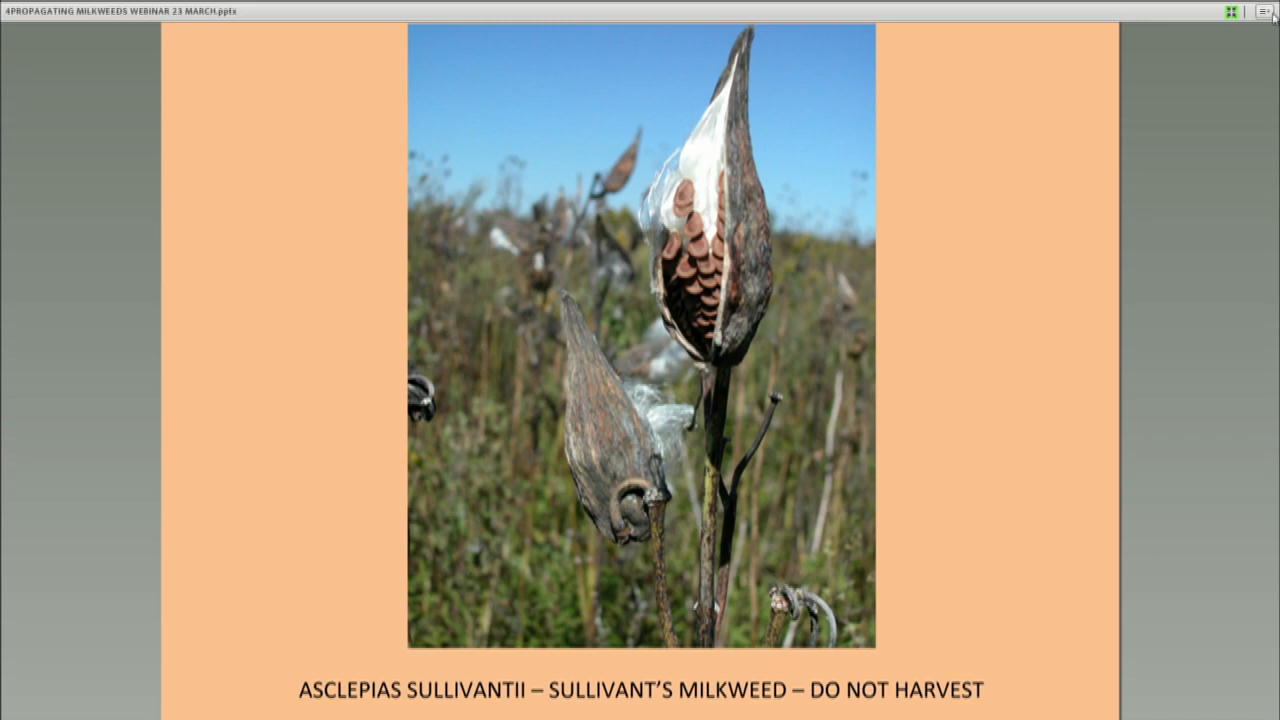 4PROPAGATING MILKWEEDS WEBINAR 23 MARCH.pptx
ASCLEPIAS SULLIVANTII – SULLIVANT'S MILKWEED – DO NOT HARVEST